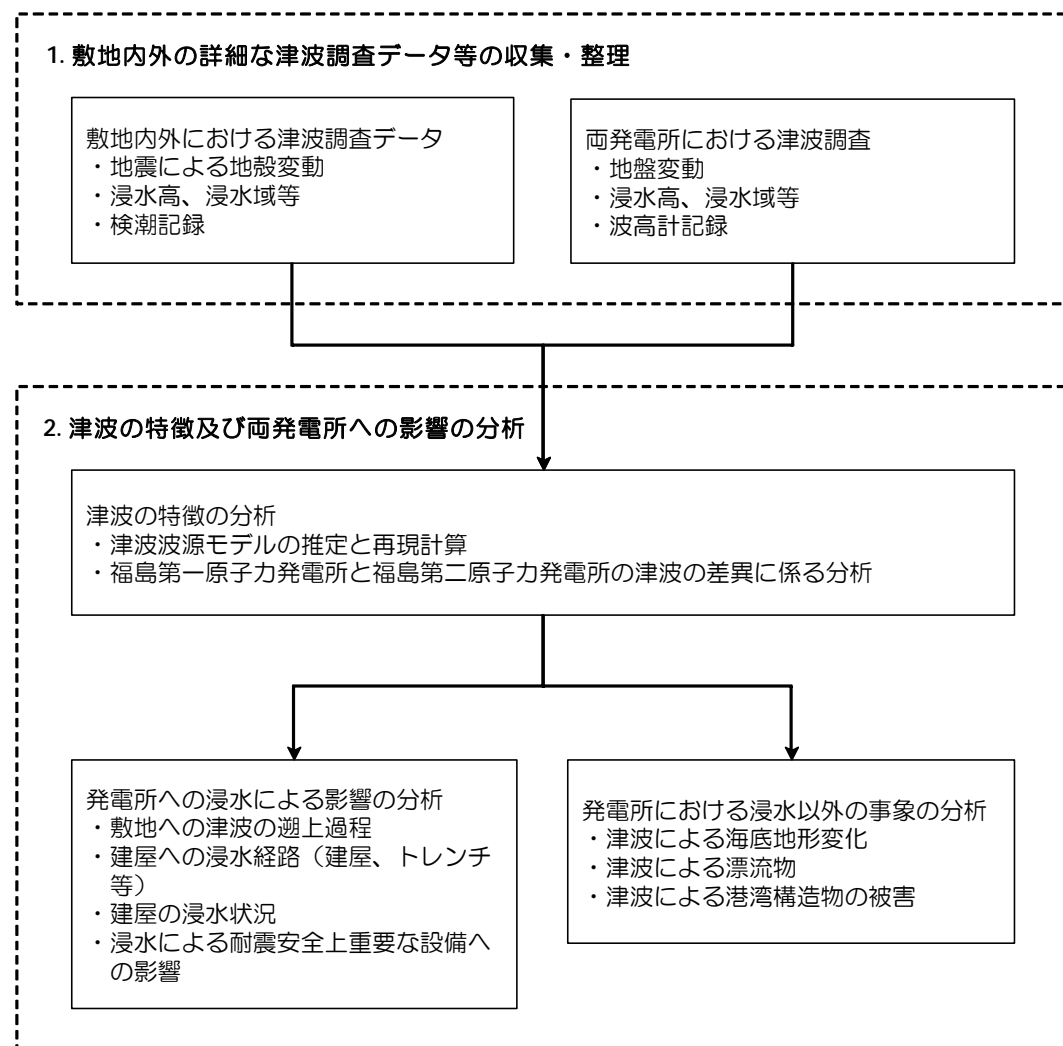 1. 敷地内外の詳細な津波調査データ等の収集・整理
敷地内外における津波調査データ
・地震による地殻変動
・浸水高、浸水域等
・検潮記録
両発電所における津波調査
・地盤変動
・浸水高、浸水域等
・波高計記録
2. 津波の特徴及び両発電所への影響の分析
津波の特徴の分析
・津波波源モデルの推定と再現計算
・福島第一原子力発電所と福島第二原子力発電所の津波の差異に係る分析
発電所への浸水による影響の分析
・敷地への津波の遡上過程
・建屋への浸水経路（建屋、トレンチ
等）
・建屋の浸水状況
・浸水による耐震安全上重要な設備へ
の影響
発電所における浸水以外の事象の分析
・津波による海底地形変化
・津波による漂流物
・津波による港湾構造物の被害